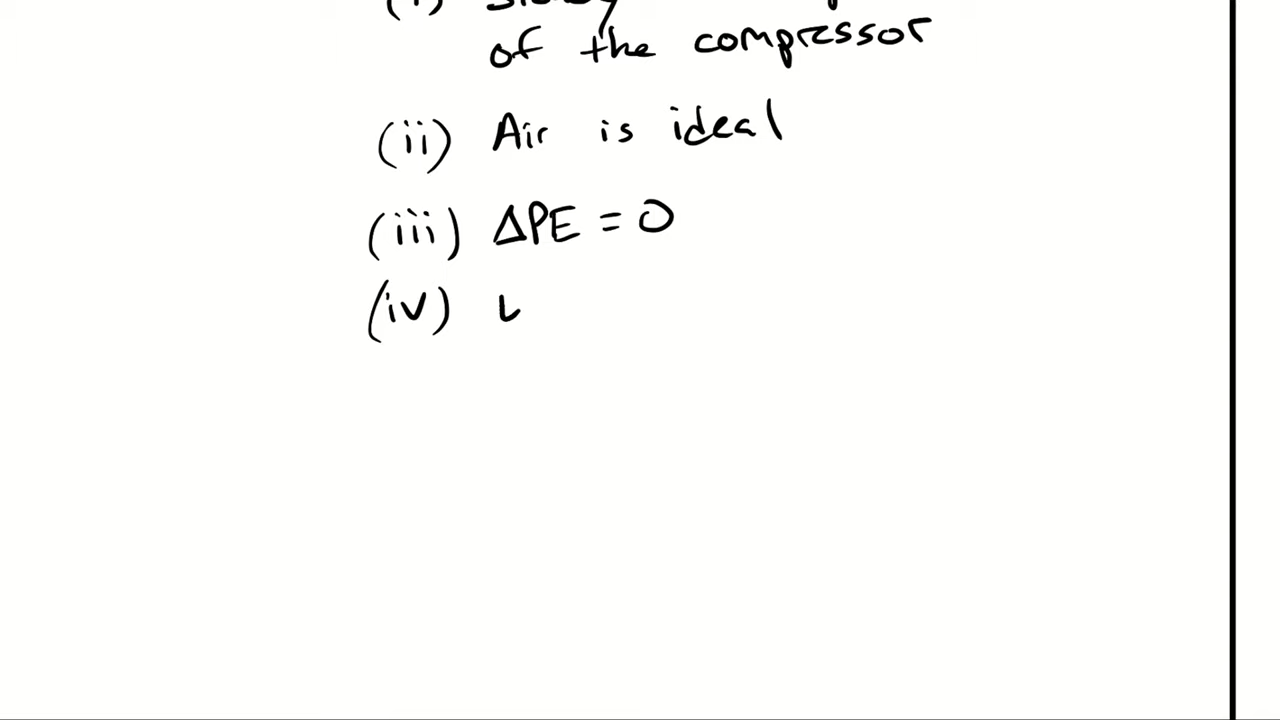 of the compressor
(ii) Air is ideal
(iii) ΔPE = 0
(iv)